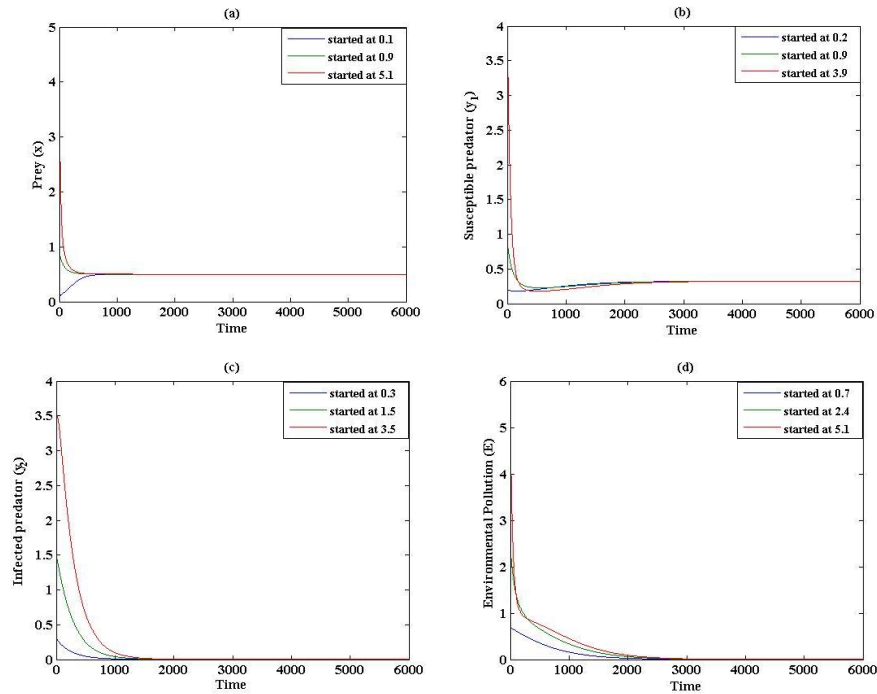 (a)
5
4
3
2
1
0
0 1000 2000 3000 4000 5000 6000
Time
Prey (x)
started at 0.1
started at 0.9
started at 5.1
(b)
4
3.5
3
2.5
2
1.5
1
0.5
0
0 1000 2000 3000 4000 5000 6000
Time
Susceptible predator (y1)
started at 0.2
started at 0.9
started at 3.9
(c)
4
3.5
3
2.5
2
1.5
1
0.5
0
0 1000 2000 3000 4000 5000 6000
Time
Infected predator (y2)
started at 0.3
started at 1.5
started at 3.5
(d)
6
5
4
3
2
1
0
0 1000 2000 3000 4000 5000 6000
Time
Environmental Pollution (E)
started at 0.7
started at 2.4
started at 5.1